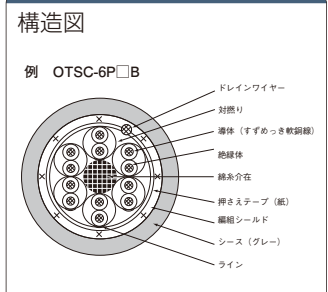 構造図
例 OTSC-6P□B
ドレインワイヤー
対撚り
導体（すずめっき軟銅線）
絶縁体
綿糸介在
押さえテープ（紙）
編組シールド
シース（グレー）
ライン